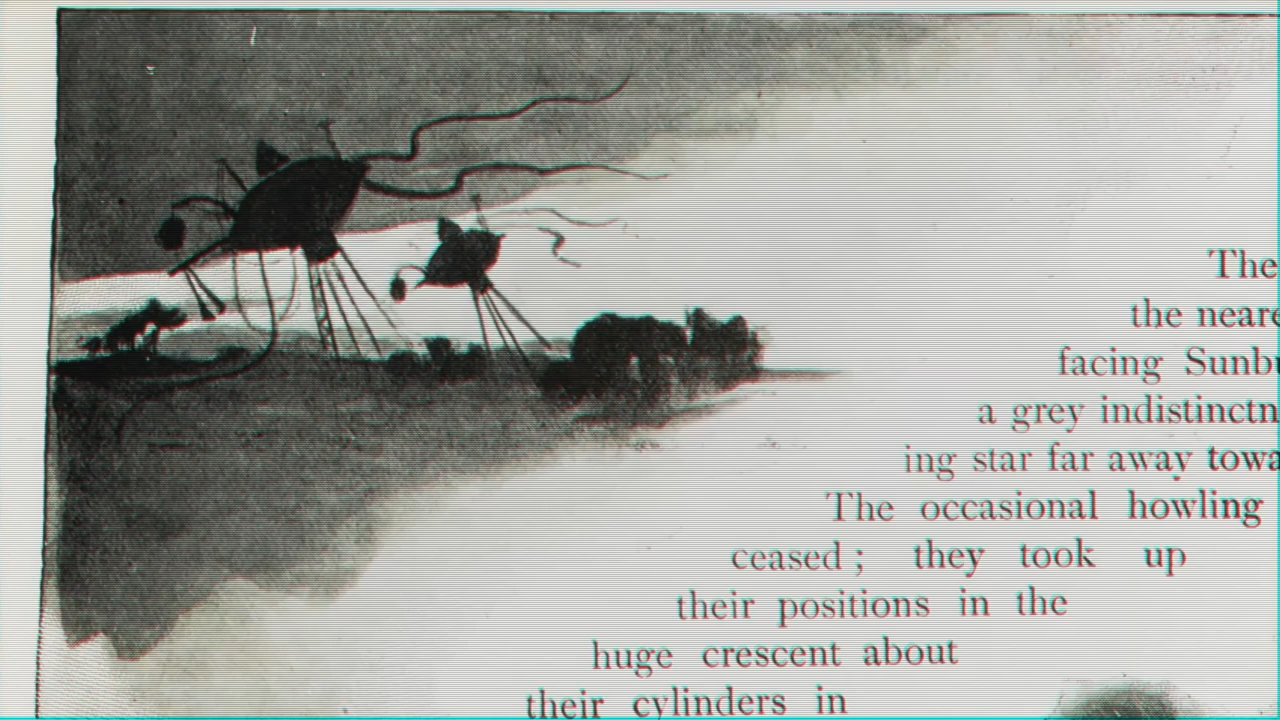 The
the neare
facing Sunbu
a grey indistinctn
ing star far away towa
The occasional howling
ceased ; they took up
their positions in the
huge crescent about
their cylinders in